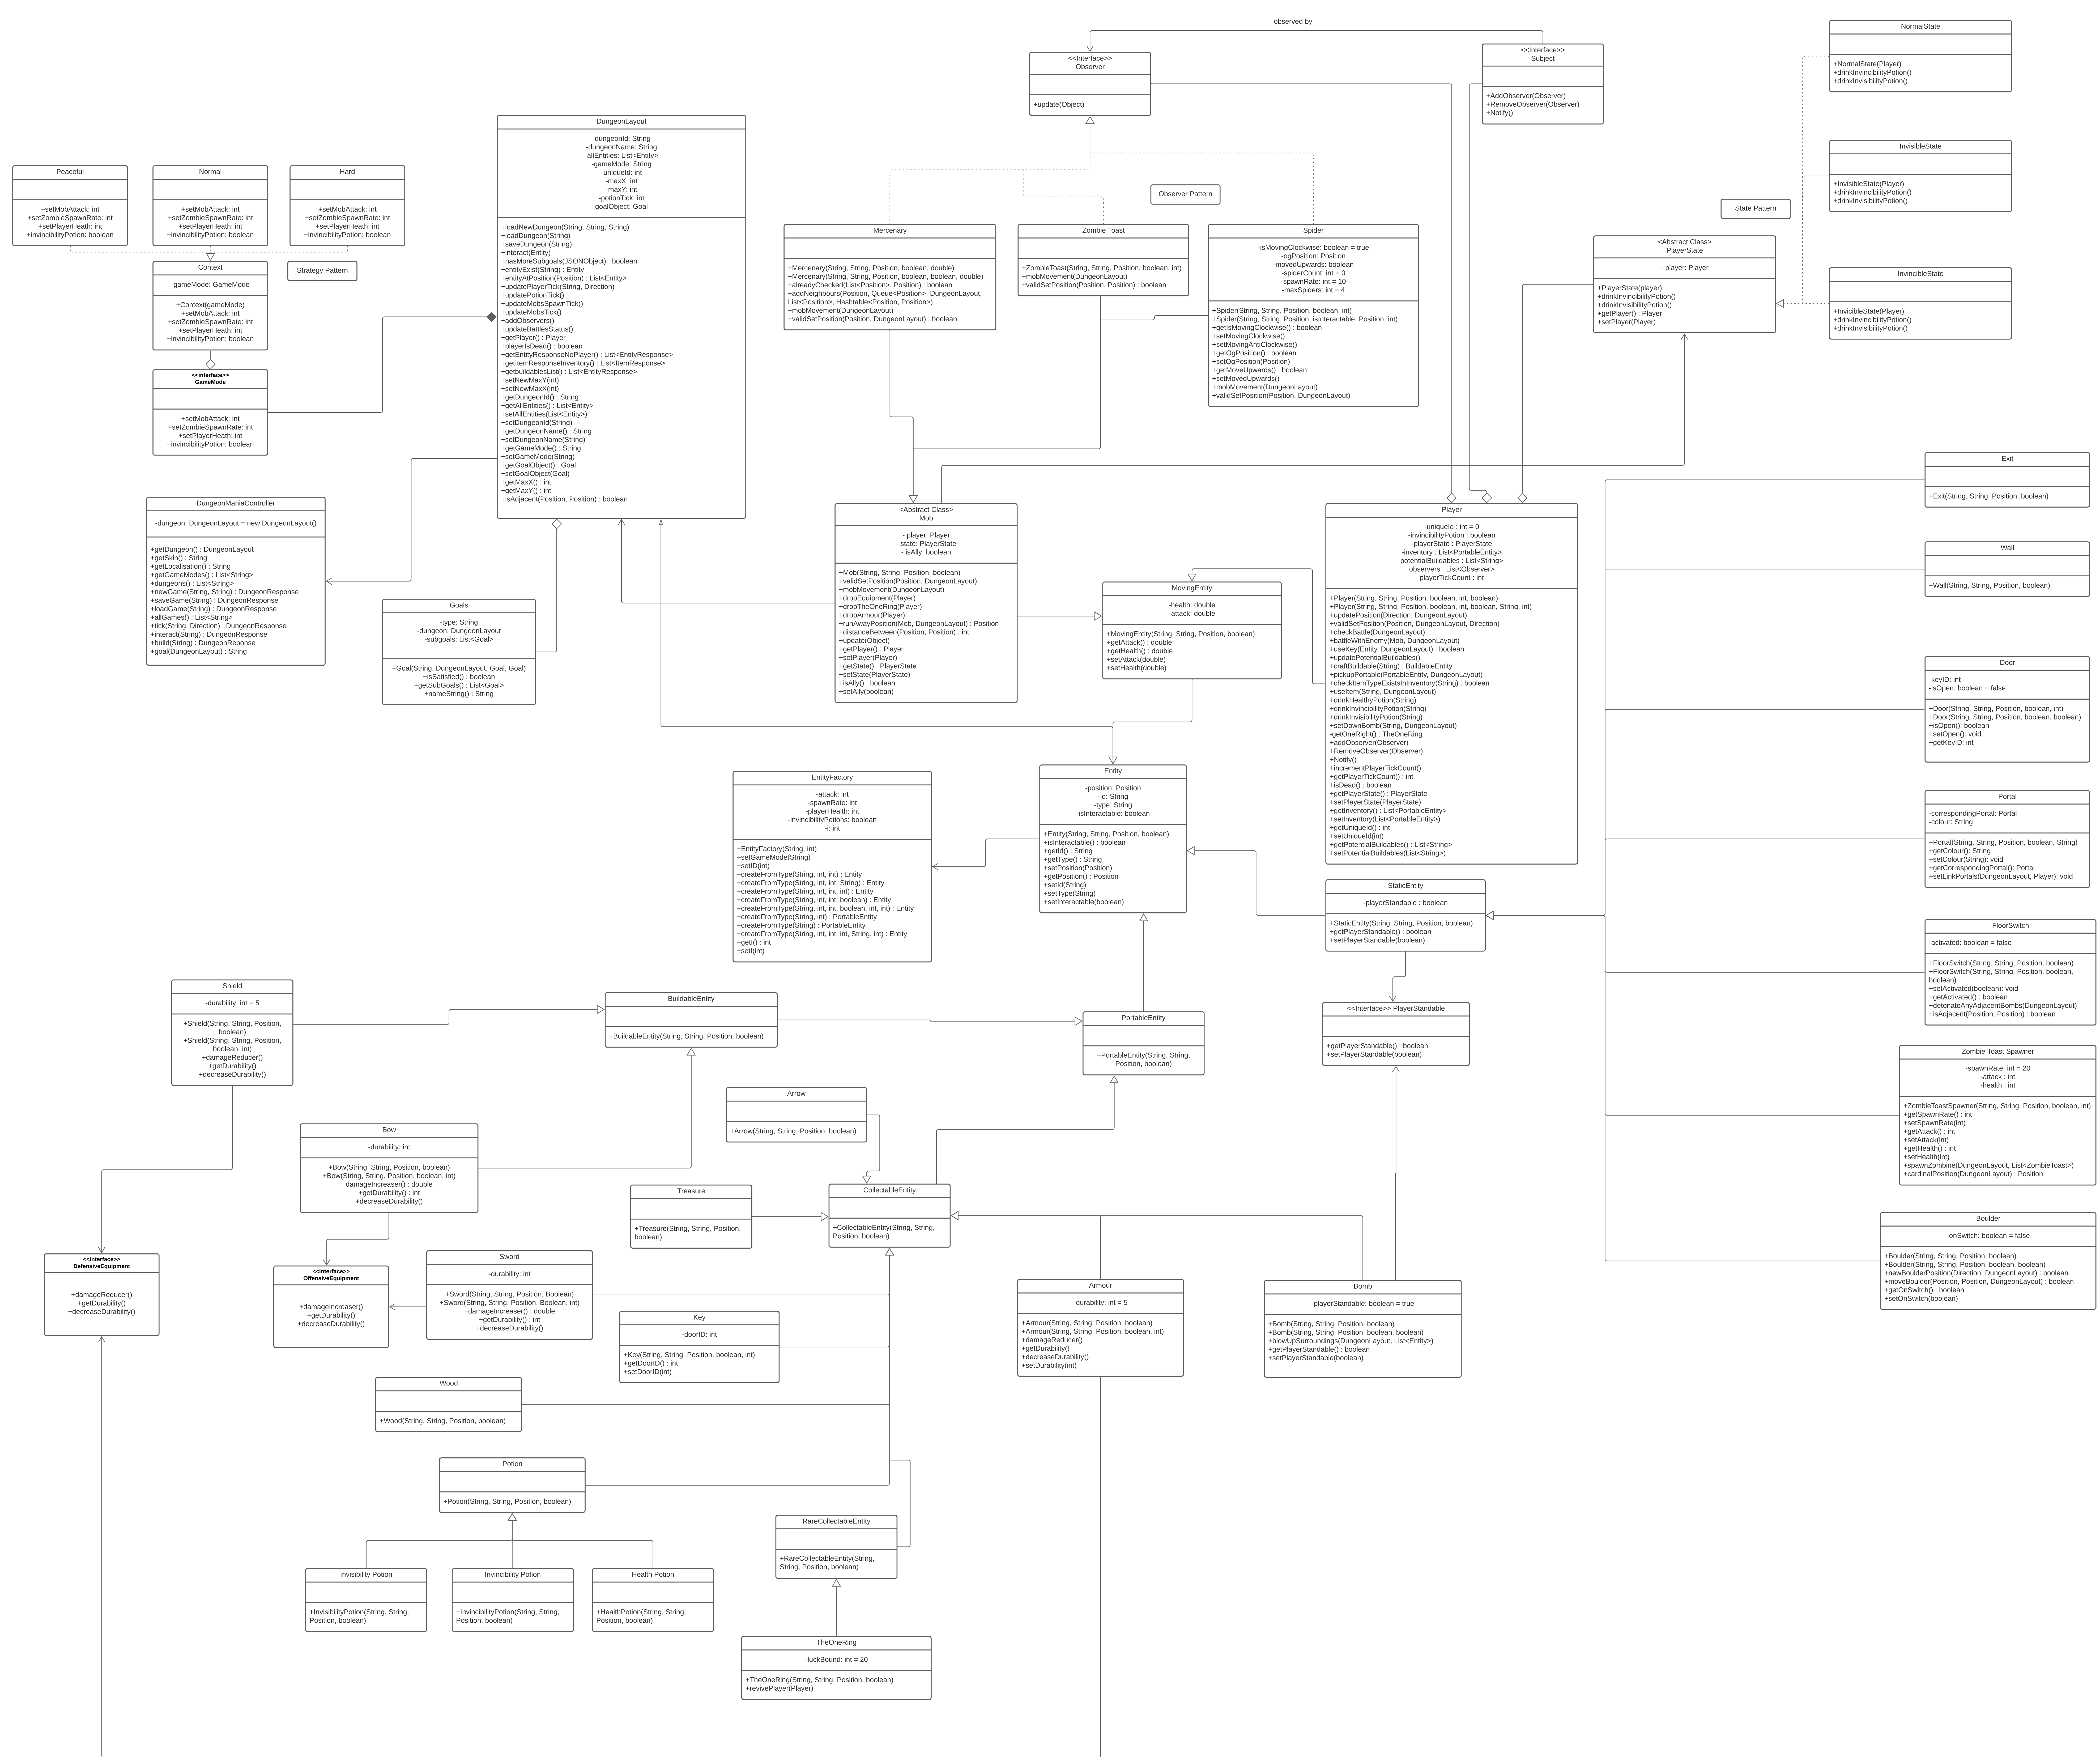 observed by
<<Interface>>
Observer
+update(Object)
<<Interface>>
Subject
+AddObserver(Observer)
+RemoveObserver(Observer)
+Notify()
NormalState
+NormalState(Player)
+drinkInvincibilityPotion()
+drinkInvisibilityPotion()
InvisibleState
+InvisibleState(Player)
+drinkInvincibilityPotion()
+drinkInvisibilityPotion()
InvincibleState
+InvicibleState(Player)
+drinkInvincibilityPotion()
+drinkInvisibilityPotion()
State Pattern
Observer Pattern
<Abstract Class>
PlayerState
- player: Player
+PlayerState(player)
+drinkInvincibilityPotion()
+drinkInvisibilityPotion()
+getPlayer() : Player
+setPlayer(Player)
Peaceful
+setMobAttack: int
+setZombieSpawnRate: int
+setPlayerHeath: int
+invincibilityPotion: boolean
Normal
+setMobAttack: int
+setZombieSpawnRate: int
+setPlayerHeath: int
+invincibilityPotion: boolean
Hard
+setMobAttack: int
+setZombieSpawnRate: int
+setPlayerHeath: int
+invincibilityPotion: boolean
Strategy Pattern
Context
-gameMode: GameMode
+Context(gameMode)
+setMobAttack: int
+setZombieSpawnRate: int
+setPlayerHeath: int
+invincibilityPotion: boolean
<<interface>>
GameMode
+setMobAttack: int
+setZombieSpawnRate: int
+setPlayerHeath: int
+invincibilityPotion: boolean
DungeonLayout
-dungeonId: String
-dungeonName: String
-allEntities: List<Entity>
-gameMode: String
-uniqueId: int
-maxX: int
-maxY: int
-potionTick: int
goalObject: Goal
+loadNewDungeon(String, String, String)
+loadDungeon(String)
+saveDungeon(String)
+interact(Entity)
+hasMoreSubgoals(JSONObject) : boolean
+entityExist(String) : Entity
+entityAtPosition(Position) : List<Entity>
+updatePlayerTick(String, Direction)
+updatePotionTick()
+updateMobsSpawnTick()
+updateMobsTick()
+addObservers()
+updateBattlesStatus()
+getPlayer() : Player
+playerIsDead() : boolean
+getEntityResponseNoPlayer() : List<EntityResponse>
+getItemResponseInventory() : List<ItemResponse>
+getbuildablesList() : List<EntityResponse>
+setNewMaxY(int)
+setNewMaxX(int)
+getDungeonId() : String
+getAllEntities() : List<Entity>
+setAllEntities(List<Entity>)
+setDungeonId(String)
+getDungeonName() : String
+setDungeonName(String)
+getGameMode() : String
+setGameMode(String)
+getGoalObject() : Goal
+setGoalObject(Goal)
+getMaxX() : int
+getMaxY() : int
+isAdjacent(Position, Position) : boolean
Mercenary
+Mercenary(String, String, Position, boolean, double)
+Mercenary(String, String, Position, boolean, boolean, double)
+alreadyChecked(List<Position>, Position) : boolean
+addNeighbours(Position, Queue<Position>, DungeonLayout,
List<Position>, Hashtable<Position, Position>)
+mobMovement(DungeonLayout)
+validSetPosition(Position, DungeonLayout) : boolean
Zombie Toast
+ZombieToast(String, String, Position, boolean, int)
+mobMovement(DungeonLayout)
+validSetPosition(Position, Position) : boolean
Spider
-isMovingClockwise: boolean = true
-ogPosition: Position
-movedUpwards: boolean
-spiderCount: int = 0
-spawnRate: int = 10
-maxSpiders: int = 4
+Spider(String, String, Position, boolean, int)
+Spider(String, String, Position, isInteractable, Position, int)
+getIsMovingClockwise() : boolean
+setMovingClockwise()
+setMovingAntiClockwise()
+getOgPosition() : boolean
+setOgPosition(Position)
+getMoveUpwards() : boolean
+setMovedUpwards()
+mobMovement(DungeonLayout)
+validSetPosition(Position, DungeonLayout)
DungeonManiaController
-dungeon: DungeonLayout = new DungeonLayout()
+getDungeon() : DungeonLayout
+getSkin() : String
+getLocalisation() : String
+getGameModes() : List<String>
+dungeons() : List<String>
+newGame(String, String) : DungeonResponse
+saveGame(String) : DungeonResponse
+loadGame(String) : DungeonResponse
+allGames() : List<String>
+tick(String, Direction) : DungeonResponse
+interact(String) : DungeonResponse
+build(String) : DungeonReponse
+goal(DungeonLayout) : String
Goals
-type: String
-dungeon: DungeonLayout
-subgoals: List<Goal>
+Goal(String, DungeonLayout, Goal, Goal)
+isSatisfied() : boolean
+getSubGoals() : List<Goal>
+nameString() : String
<Abstract Class>
Mob
- player: Player
- state: PlayerState
- isAlly: boolean
+Mob(String, String, Position, boolean)
+validSetPosition(Position, DungeonLayout)
+mobMovement(DungeonLayout)
+dropEquipment(Player)
+dropTheOneRing(Player)
+dropArmour(Player)
+runAwayPosition(Mob, DungeonLayout) : Position
+distanceBetween(Position, Position) : int
+update(Object)
+getPlayer() : Player
+setPlayer(Player)
+getState() : PlayerState
+setState(PlayerState)
+isAlly() : boolean
+setAlly(boolean)
MovingEntity
-health: double
-attack: double
+MovingEntity(String, String, Position, boolean)
+getAttack() : double
+getHealth() : double
+setAttack(double)
+setHealth(double)
Player
-uniqueId : int = 0
-invincibilityPotion : boolean
-playerState : PlayerState
-inventory : List<PortableEntity>
potentialBuildables : List<String>
observers : List<Observer>
playerTickCount : int
+Player(String, String, Position, boolean, int, boolean)
+Player(String, String, Position, boolean, int, boolean, String, int)
+updatePosition(Direction, DungeonLayout)
+validSetPosition(Position, DungeonLayout, Direction)
+checkBattle(DungeonLayout)
+battleWithEnemy(Mob, DungeonLayout)
+useKey(Entity, DungeonLayout) : boolean
+updatePotentialBuildables()
+craftBuildable(String) : BuildableEntity
+pickupPortable(PortableEntity, DungeonLayout)
+checkItemTypeExistsInInventory(String) : boolean
+useItem(String, DungeonLayout)
+drinkHealthyPotion(String)
+drinkInvincibilityPotion(String)
+drinkInvisibilityPotion(String)
+setDownBomb(String, DungeonLayout)
-getOneRight() : TheOneRing
+addObserver(Observer)
+RemoveObserver(Observer)
+Notify()
+incrementPlayerTickCount()
+getPlayerTickCount() : int
+isDead() : boolean
+getPlayerState() : PlayerState
+setPlayerState(PlayerState)
+getInventory() : List<PortableEntity>
+setInventory(List<PortableEntity>)
+getUniqueId() : int
+setUniqueId(int)
+getPotentialBuildables() : List<String>
+setPotentialBuildables(List<String>)
Exit
+Exit(String, String, Position, boolean)
Wall
+Wall(String, String, Position, boolean)
Door
-keyID: int
-isOpen: boolean = false
+Door(String, String, Position, boolean, int)
+Door(String, String, Position, boolean, boolean)
+isOpen(): boolean
+setOpen(): void
+getKeyID: int
Portal
-correspondingPortal: Portal
-colour: String
+Portal(String, String, Position, boolean, String)
+getColour(): String
+setColour(String): void
+getCorrespondingPortal(): Portal
+setLinkPortals(DungeonLayout, Player): void
EntityFactory
-attack: int
-spawnRate: int
-playerHealth: int
-invincibilityPotions: boolean
-i: int
+EntityFactory(String, int)
+setGameMode(String)
+setID(int)
+createFromType(String, int, int) : Entity
+createFromType(String, int, int, String) : Entity
+createFromType(String, int, int, int) : Entity
+createFromType(String, int, int, boolean) : Entity
+createFromType(String, int, int, boolean, int, int) : Entity
+createFromType(String, int) : PortableEntity
+createFromType(String) : PortableEntity
+createFromType(String, int, int, int, String, int) : Entity
+getI() : int
+setI(int)
Entity
-position: Position
-id: String
-type: String
-isInteractable: boolean
+Entity(String, String, Position, boolean)
+isInteractable() : boolean
+getId() : String
+getType() : String
+setPosition(Position)
+getPosition() : Position
+setId(String)
+setType(String)
+setInteractable(boolean)
StaticEntity
-playerStandable : boolean
+StaticEntity(String, String, Position, boolean)
+getPlayerStandable() : boolean
+setPlayerStandable(boolean)
FloorSwitch
-activated: boolean = false
+FloorSwitch(String, String, Position, boolean)
+FloorSwitch(String, String, Position, boolean,
boolean)
+setActivated(boolean): void
+getActivated() : boolean
+detonateAnyAdjacentBombs(DungeonLayout)
+isAdjacent(Position, Position) : boolean
Shield
-durability: int = 5
+Shield(String, String, Position,
boolean)
+Shield(String, String, Position,
boolean, int)
+damageReducer()
+getDurability()
+decreaseDurability()
BuildableEntity
+BuildableEntity(String, String, Position, boolean)
PortableEntity
+PortableEntity(String, String,
Position, boolean)
<<Interface>> PlayerStandable
+getPlayerStandable() : boolean
+setPlayerStandable(boolean)
Zombie Toast Spawner
-spawnRate: int = 20
-attack : int
-health : int
+ZombieToastSpawner(String, String, Position, boolean, int)
+getSpawnRate() : int
+setSpawnRate(int)
+getAttack() : int
+setAttack(int)
+getHealth() : int
+setHealth(int)
+spawnZombine(DungeonLayout, List<ZombieToast>)
+cardinalPosition(DungeonLayout) : Position
Arrow
+Arrow(String, String, Position, boolean)
Bow
-durability: int
+Bow(String, String, Position, boolean)
+Bow(String, String, Position, boolean, int)
damageIncreaser() : double
+getDurability() : int
+decreaseDurability()
Treasure
+Treasure(String, String, Position,
boolean)
CollectableEntity
+CollectableEntity(String, String,
Position, boolean)
Boulder
-onSwitch: boolean = false
+Boulder(String, String, Position, boolean)
+Boulder(String, String, Position, boolean, boolean)
+newBoulderPosition(Direction, DungeonLayout) : boolean
+moveBoulder(Position, Position, DungeonLayout) : boolean
+getOnSwitch() : boolean
+setOnSwitch(boolean)
<<interface>>
DefensiveEquipment
+damageReducer()
+getDurability()
+decreaseDurability()
<<interface>>
OffensiveEquipment
+damageIncreaser()
+getDurability()
+decreaseDurability()
Sword
-durability: int
+Sword(String, String, Position, Boolean)
+Sword(String, String, Position, Boolean, int)
+damageIncreaser() : double
+getDurability() : int
+decreaseDurability()
Key
-doorID: int
+Key(String, String, Position, boolean, int)
+getDoorID() : int
+setDoorID(int)
Armour
-durability: int = 5
+Armour(String, String, Position, boolean)
+Armour(String, String, Position, boolean, int)
+damageReducer()
+getDurability()
+decreaseDurability()
+setDurability(int)
Bomb
-playerStandable: boolean = true
+Bomb(String, String, Position, boolean)
+Bomb(String, String, Position, boolean, boolean)
+blowUpSurroundings(DungeonLayout, List<Entity>)
+getPlayerStandable() : boolean
+setPlayerStandable(boolean)
Wood
+Wood(String, String, Position, boolean)
Potion
+Potion(String, String, Position, boolean)
RareCollectableEntity
+RareCollectableEntity(String,
String, Position, boolean)
Invisibility Potion
+InvisibilityPotion(String, String,
Position, boolean)
Invincibility Potion
+InvincibilityPotion(String, String,
Position, boolean)
Health Potion
+HealthPotion(String, String,
Position, boolean)
TheOneRing
-luckBound: int = 20
+TheOneRing(String, String, Position, boolean)
+revivePlayer(Player)